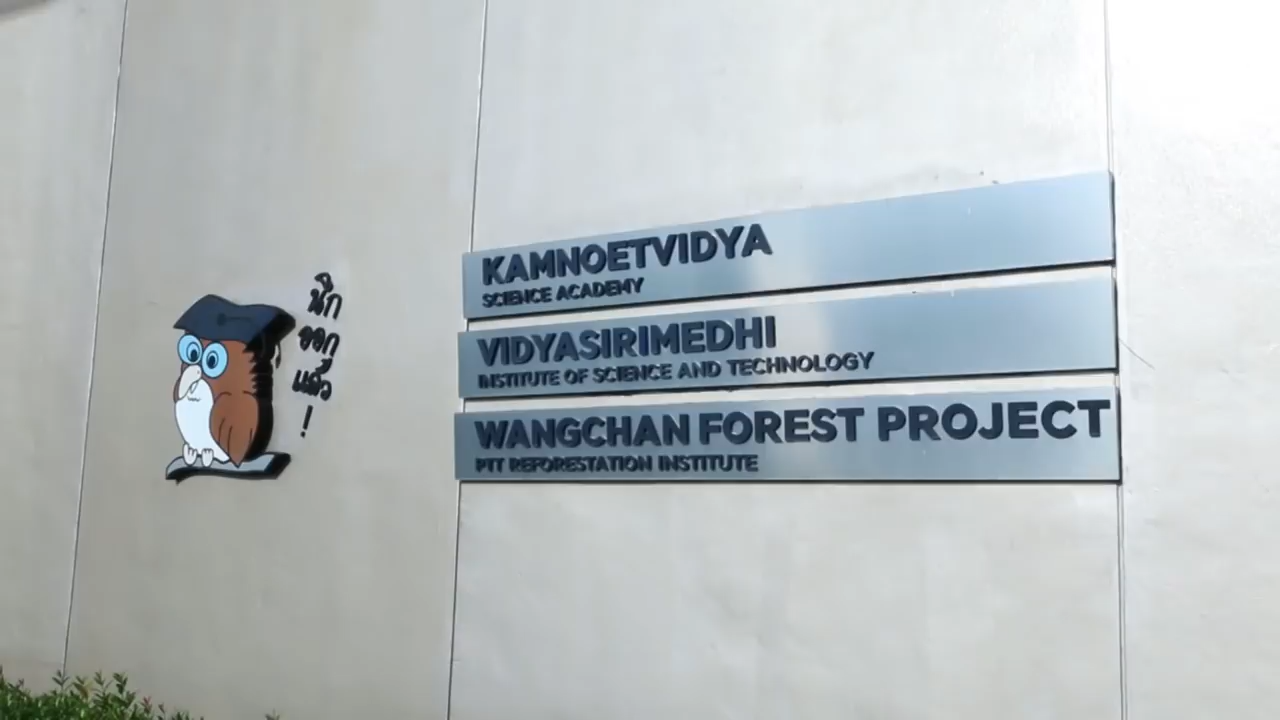 นึก
ออก
แล้ว
!
KAMNOETVIDYA
SCIENCE ACADEMY
VIDYASIRIMEDHI
INSTITUTE OF SCIENCE AND TECHNOLOGY
WANGCHAN FOREST PROJECT
PTT REFORESTATION INSTITUTE